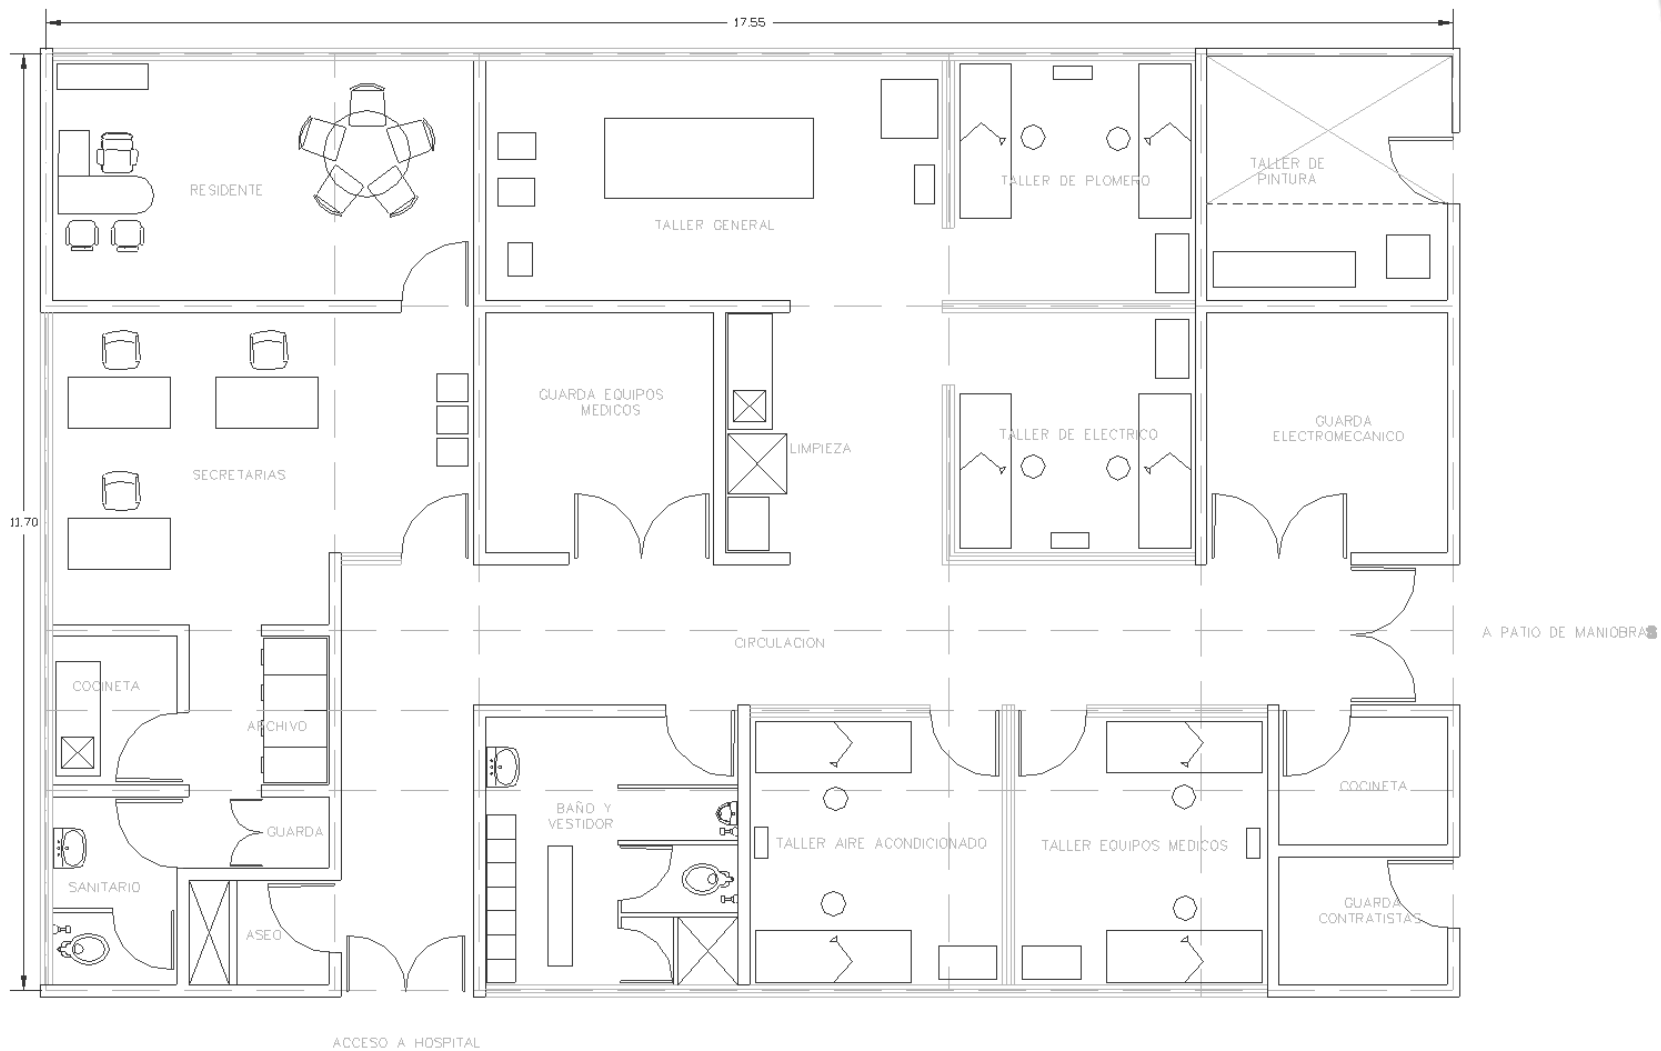 17.55
RESIDENTE
TALLER GENERAL
TALLER DE PLOMERO
TALLER DE
PINTURA
11.70
SECRETARIAS
GUARDA EQUIPOS
MEDICOS
LIMPIEZA
TALLER DE ELECTRICO
GUARDA
ELECTROMECANICO
CIRCULACION
A PATIO DE MANIOBRAS
COCINETA
ARCHIVO
GUARDA
SANITARIO
ASEO
BAÑO Y
VESTIDOR
TALLER AIRE ACONDICIONADO
TALLER EQUIPOS MEDICOS
COCINETA
GUARDA
CONTRATISTAS
ACCESO A HOSPITAL